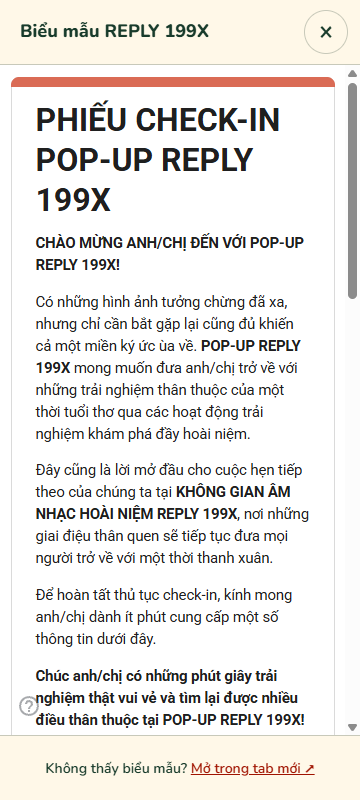 Biểu mẫu REPLY 199X
PHIẾU CHECK-IN
POP-UP REPLY
199X
CHÀO MỪNG ANH/CHỊ ĐẾN VỚI POP-UP
REPLY 199X!
Có những hình ảnh tưởng chừng đã xa,
nhưng chỉ cần bắt gặp lại cũng đủ khiến
cả một miền ký ức ùa về. POP-UP REPLY
199X mong muốn đưa anh/chị trở về với
những trải nghiệm thân thuộc của một
thời tuổi thơ qua các hoạt động trải
nghiệm khám phá đầy hoài niệm.
Đây cũng là lời mở đầu cho cuộc hẹn tiếp
theo của chúng ta tại KHÔNG GIAN ÂM
NHẠC HOÀI NIỆM REPLY 199X, nơi những
giai điệu thân quen sẽ tiếp tục đưa mọi
người trở về với một thời thanh xuân.
Để hoàn tất thủ tục check-in, kính mong
anh/chị dành ít phút cung cấp một số
thông tin dưới đây.
Chúc anh/chị có những phút giây trải
nghiệm thật vui vẻ và tìm lại được nhiều
điều thân thuộc tại POP-UP REPLY 199X!
Không thấy biểu mẫu? Mở trong tab mới ↗